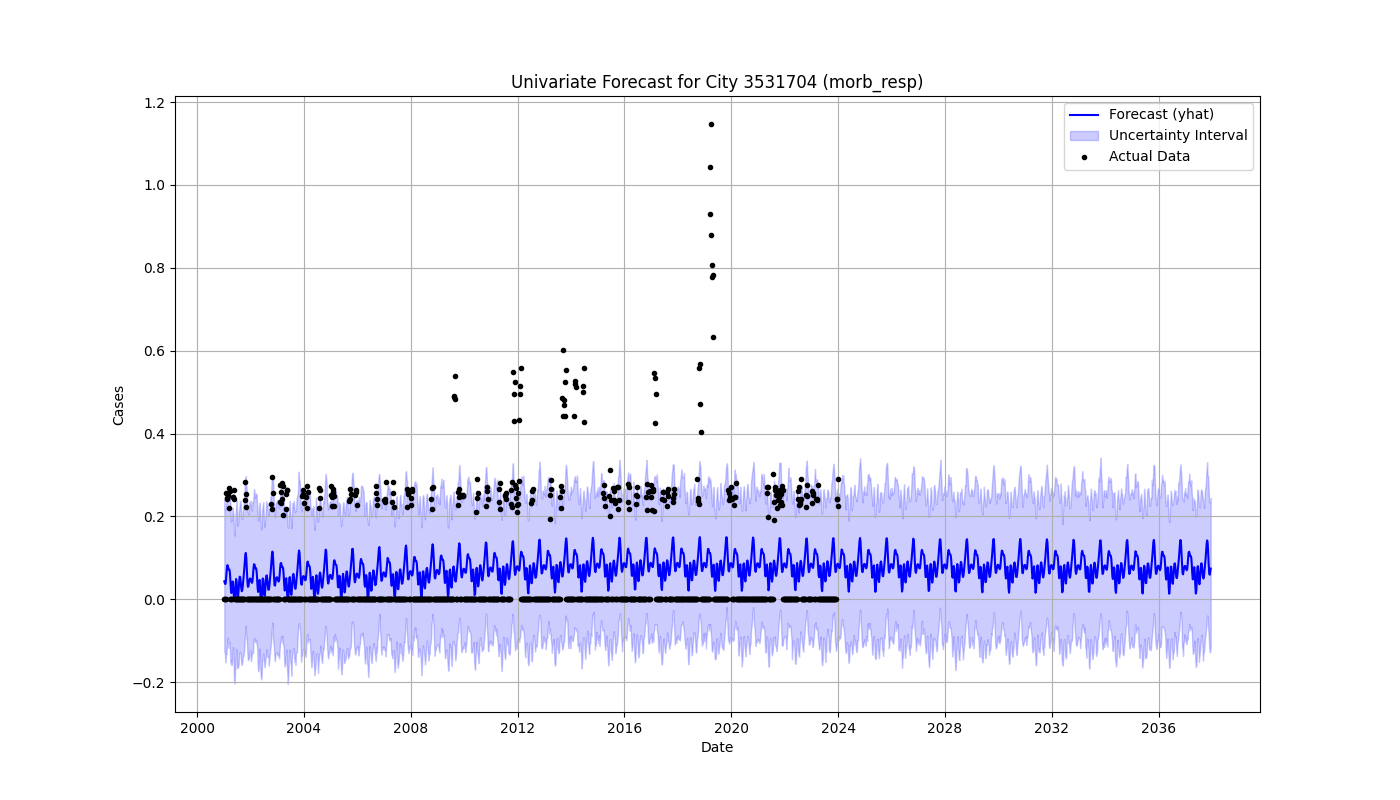 Univariate Forecast for City 3531704 (morb_resp)
Forecast (yhat)
Uncertainty Interval
Actual Data
Cases
1.2
1.0
0.8
0.6
0.4
0.2
0.0
−0.2
2000 2004 2008 2012 2016 2020 2024 2028 2032 2036
Date